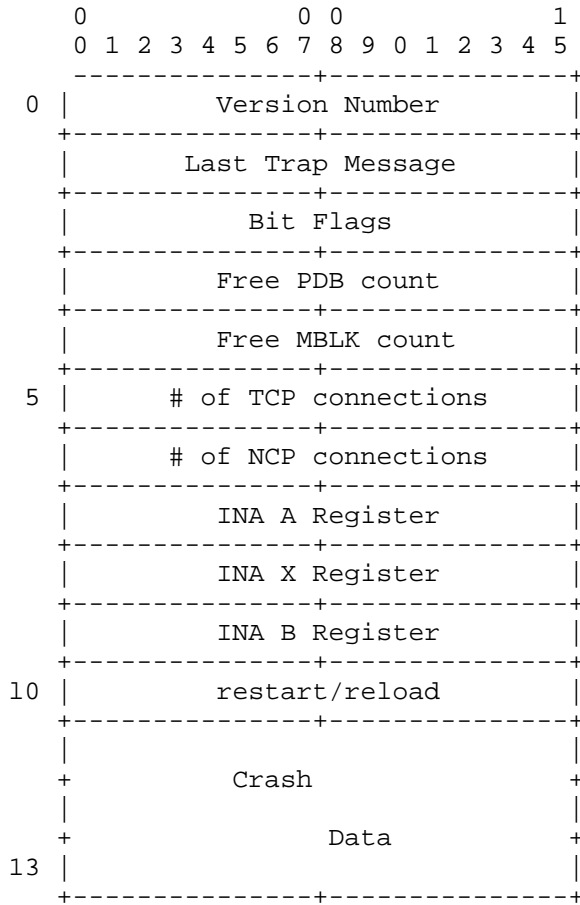 0 0 0 1
0 1 2 3 4 5 6 7 8 9 0 1 2 3 4 5
0 Version Number
Last Trap Message
Bit Flags
Free PDB count
Free MBLK count
5 # of TCP connections
# of NCP connections
INA A Register
INA X Register
INA B Register
10 restart/reload
Crash
Data
13